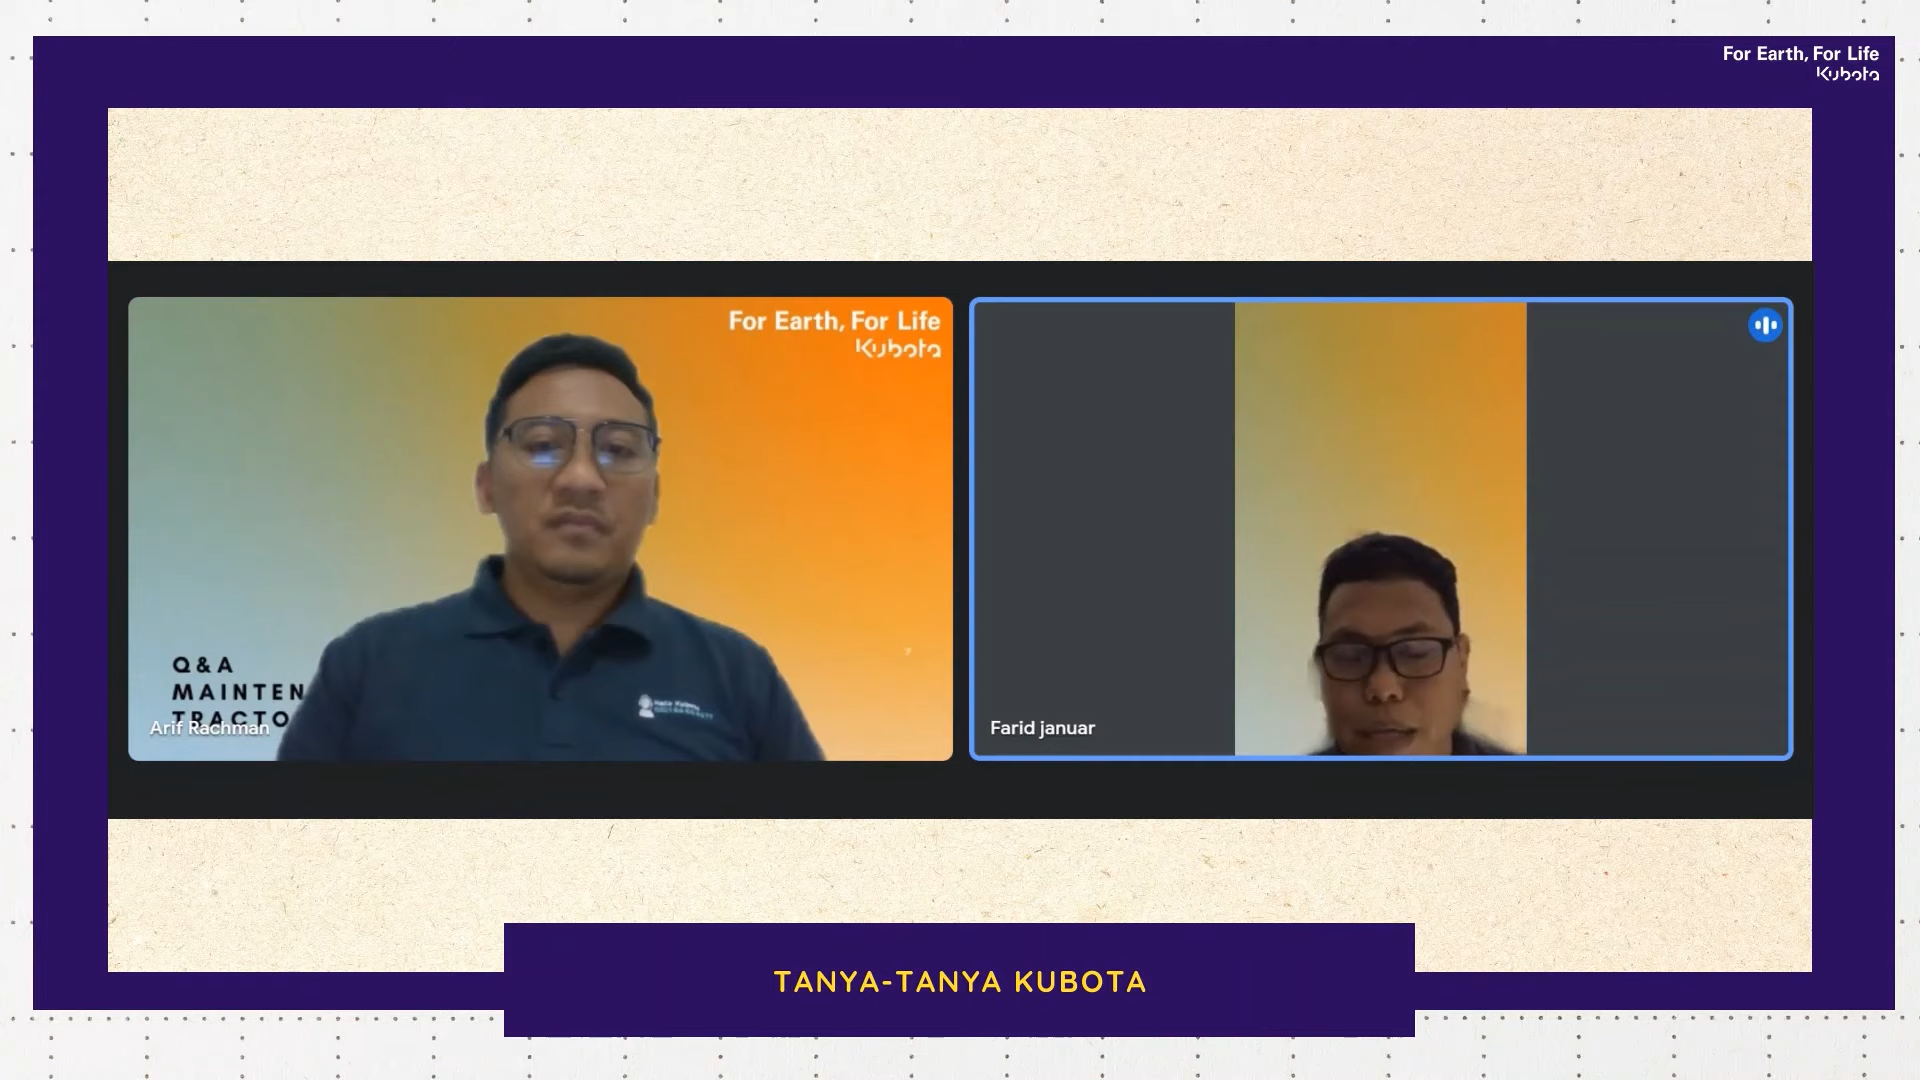 For Earth, For Life
Kubota
For Earth, For Life
Kubota
Q & A
MAINTEN
TRACTO
Arif Rachman
Farid januar
TANYA-TANYA KUBOTA